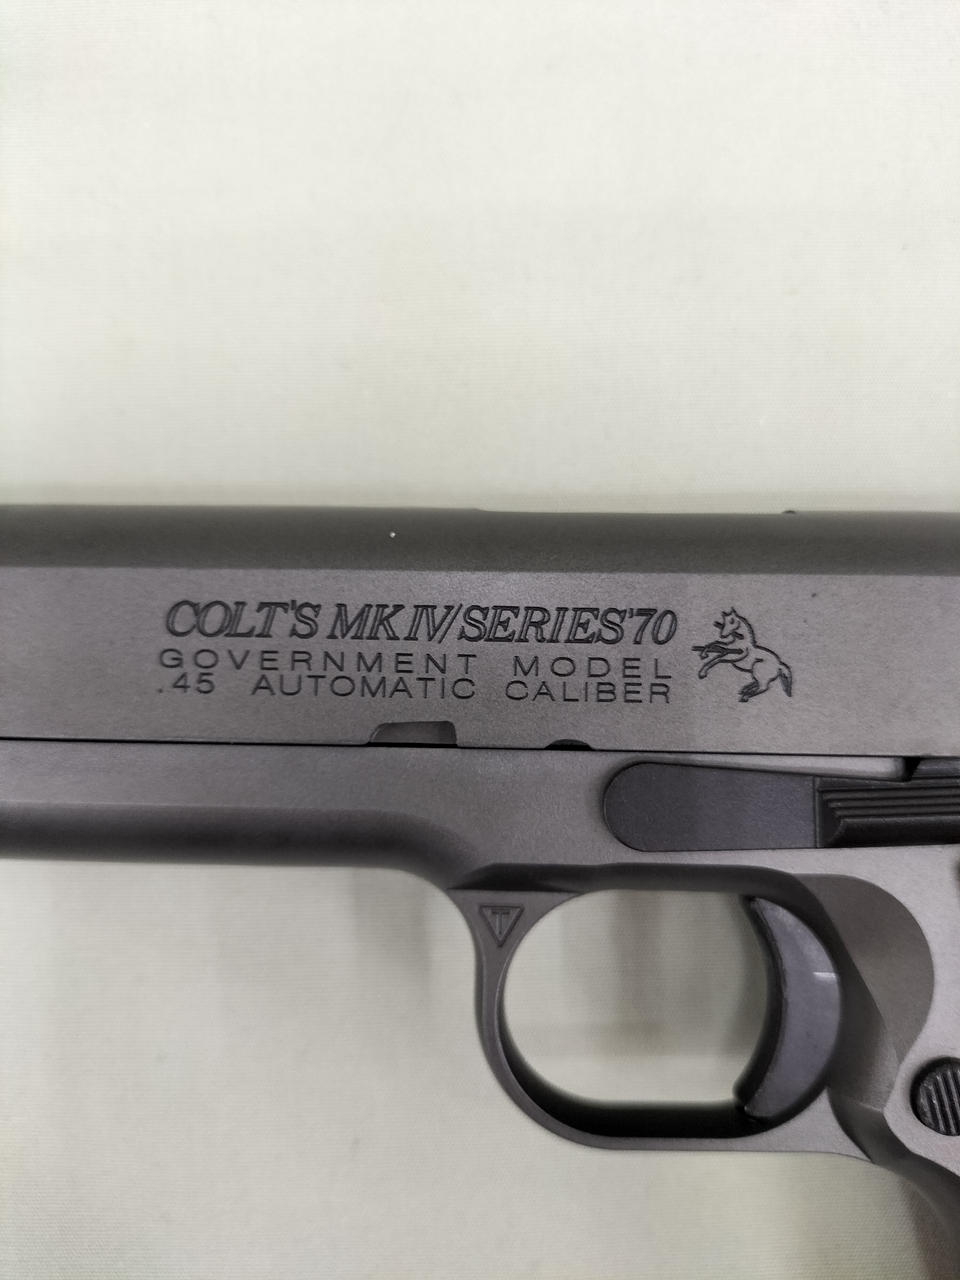 COLT'S MK IV/SERIES'70
GOVERNMENT MODEL
.45 AUTOMATIC CALIBER
T